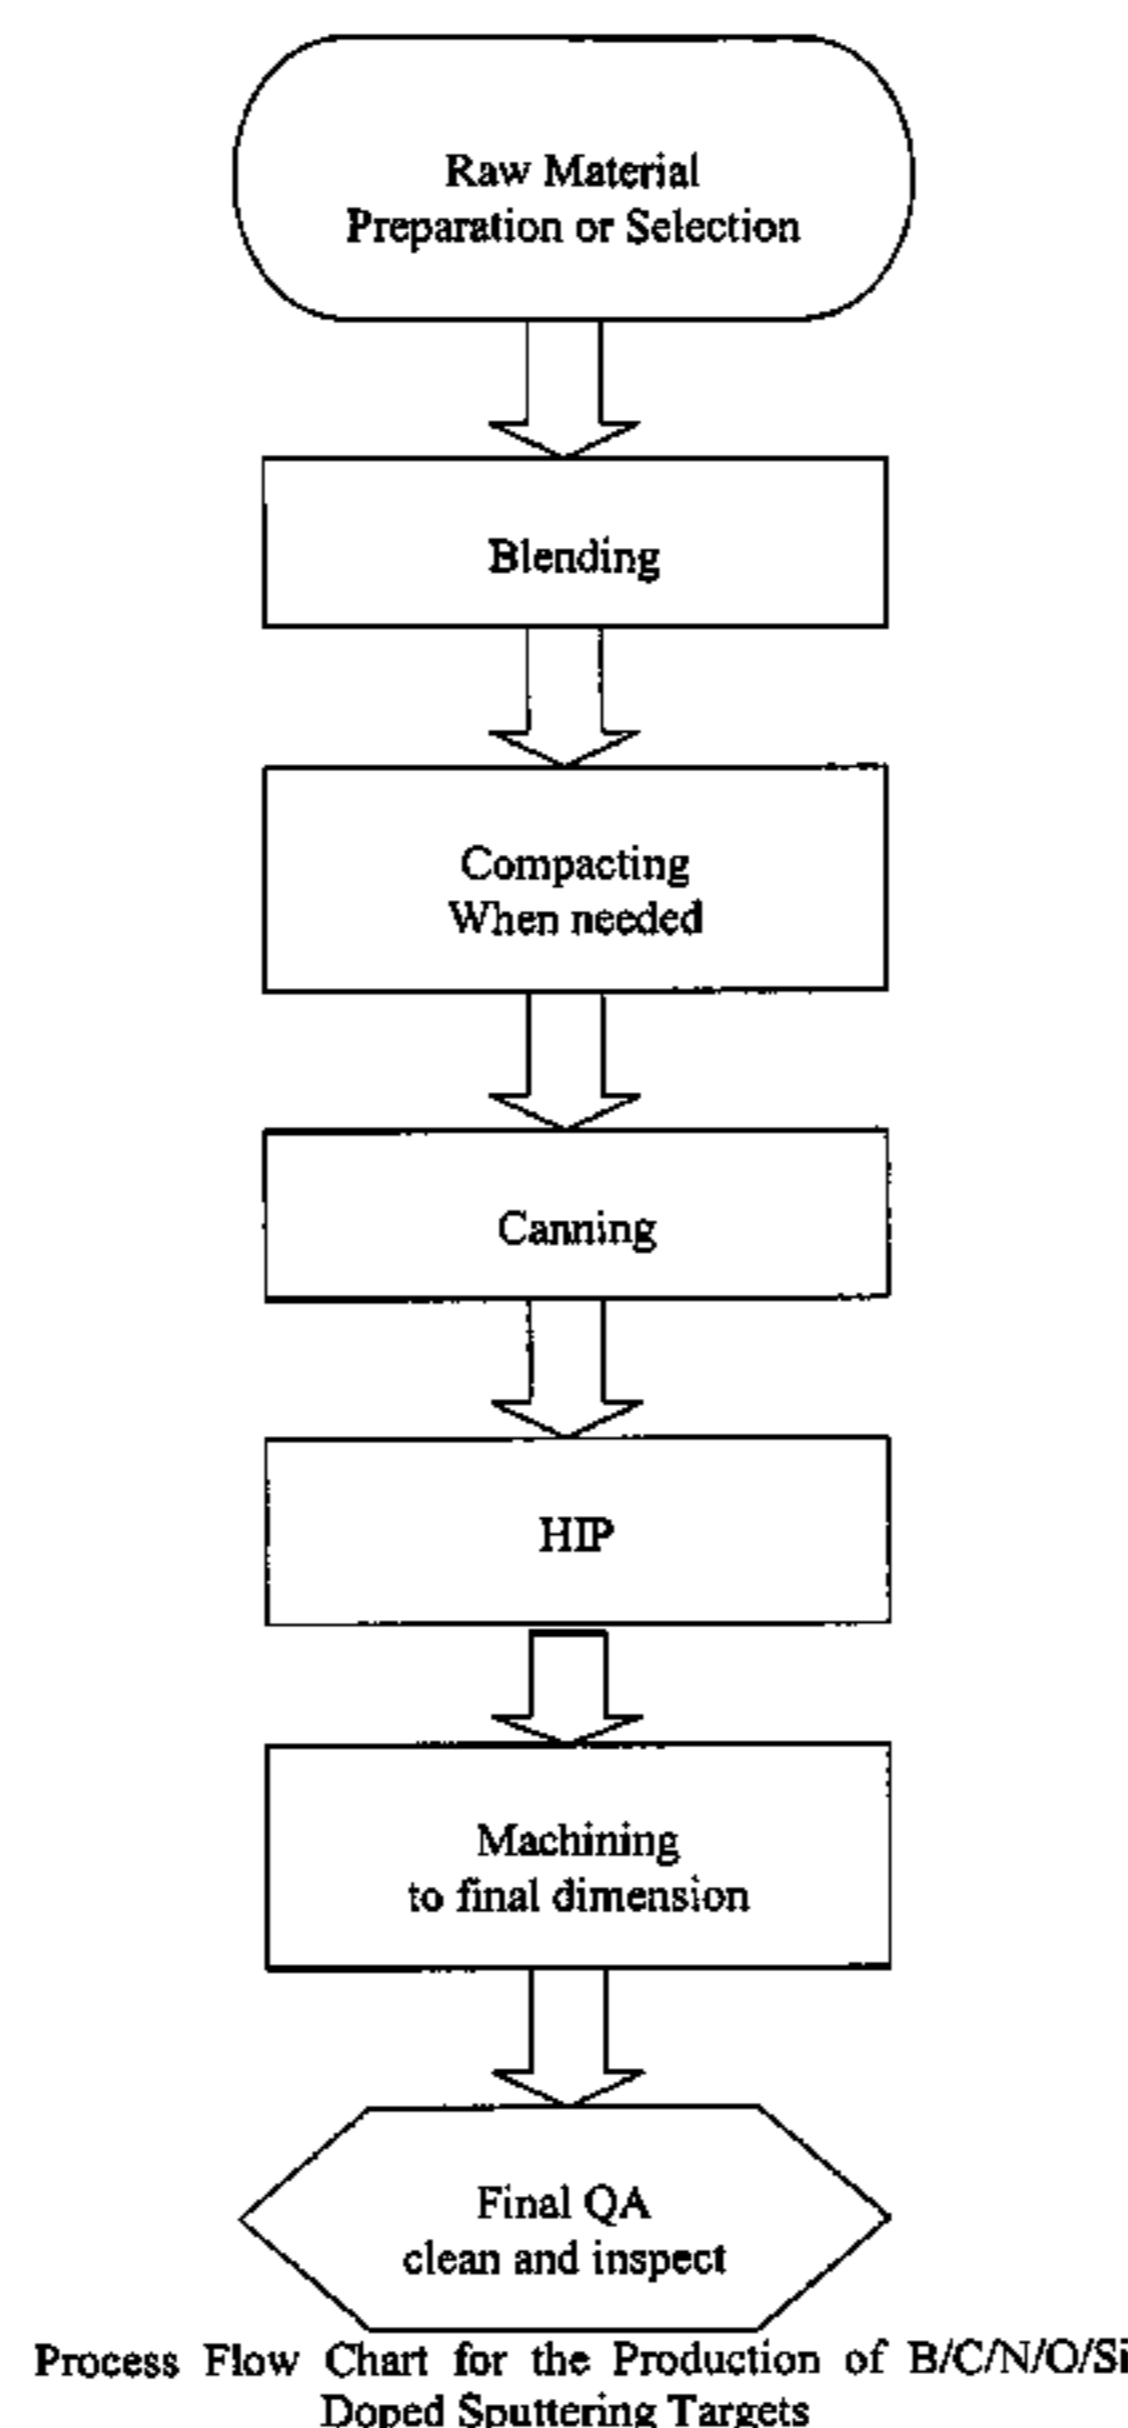 Raw Material
Preparation or Selection
Blending
Compacting
When needed
Canning
HIP
Machining
to final dimension
Final QA
clean and inspect
Process Flow Chart for the Production of B/C/N/O/Si
Doped Sputtering Targets